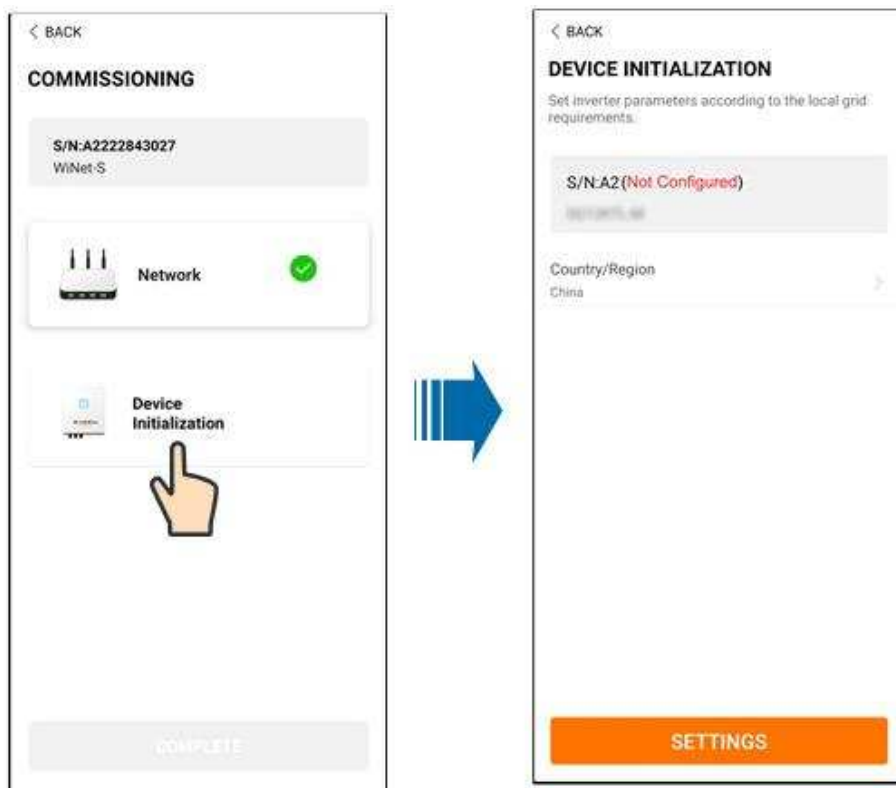 < BACK
COMMISSIONING
S/N:A2222843027
WiNet-S
Network
Device
Initialization
COMPLETE
< BACK
DEVICE INITIALIZATION
Set inverter parameters according to the local grid
requirements.
S/N:A2(Not Configured)
Country/Region
China
SETTINGS